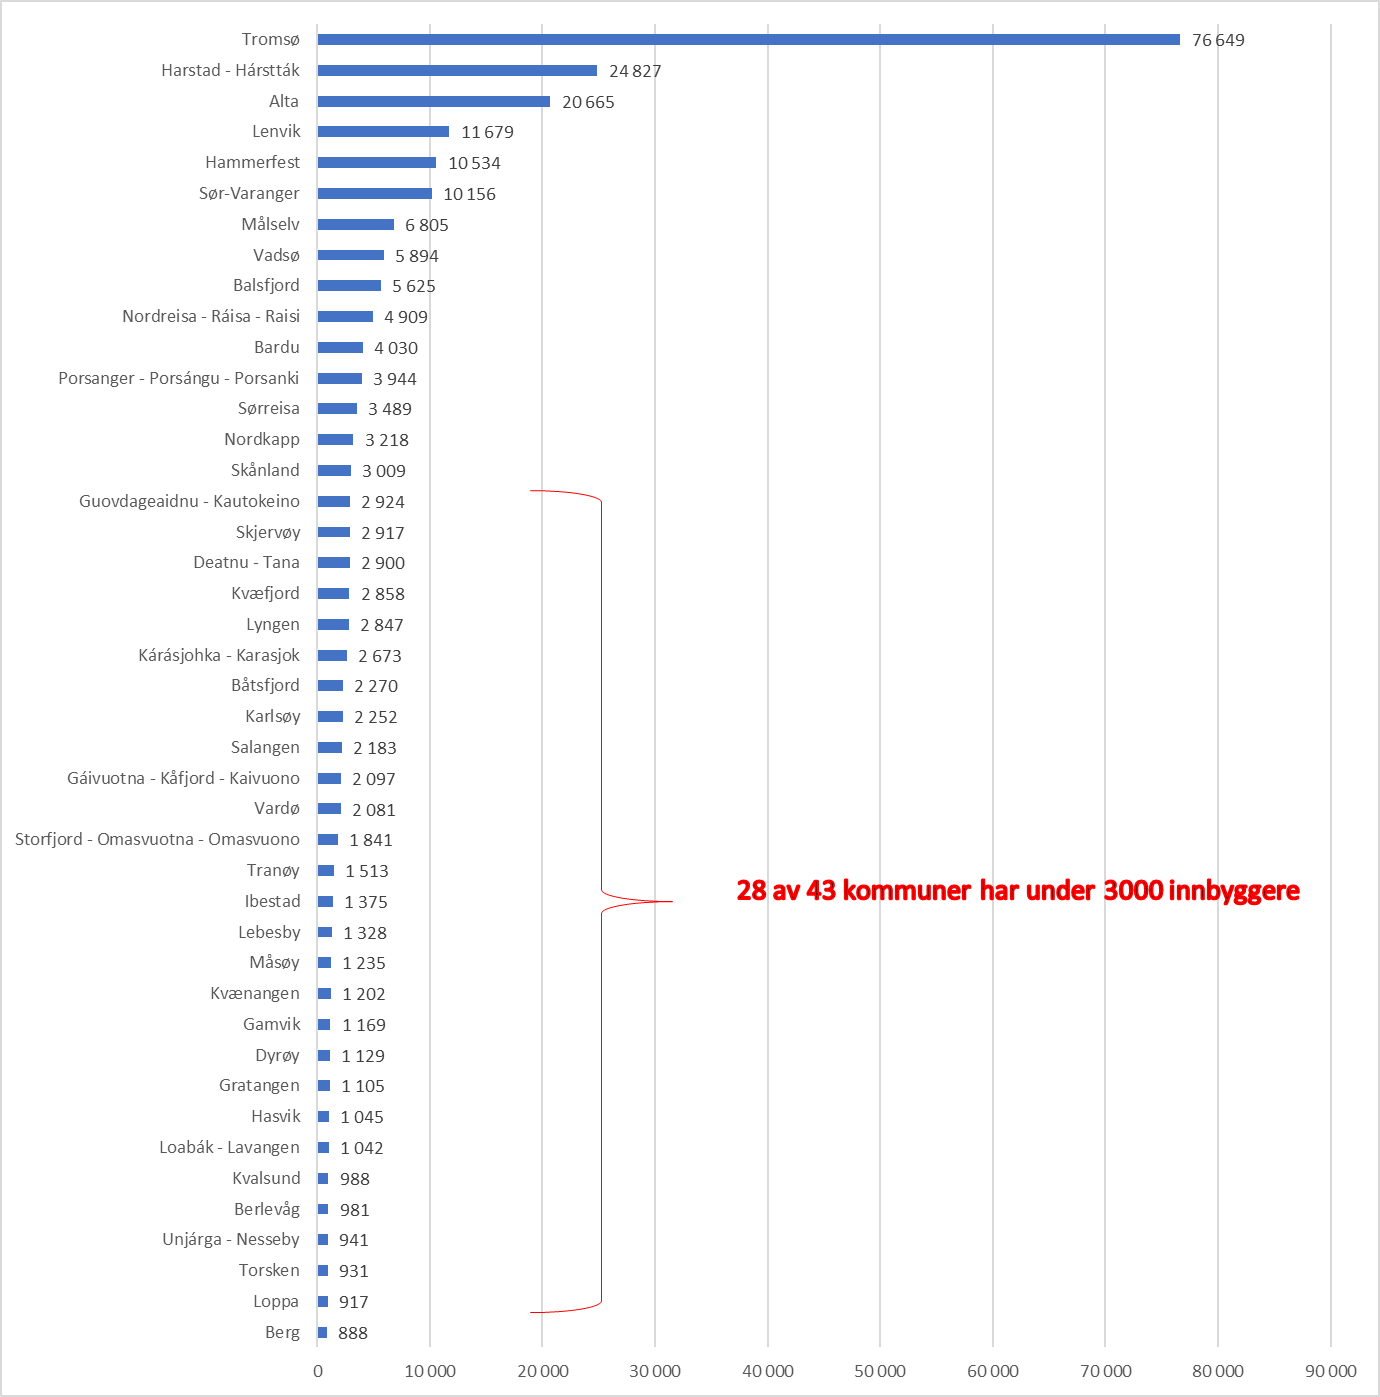 Tromsø 76 649
Harstad - Hárstták 24 827
Alta 20 665
Lenvik 11 679
Hammerfest 10 534
Sør-Varanger 10 156
Målselv 6 805
Vadsø 5 894
Balsfjord 5 625
Nordreisa - Ráisa - Raisi 4 909
Bardu 4 030
Porsanger - Porsángu - Porsanki 3 944
Sørreisa 3 489
Nordkapp 3 218
Skånland 3 009
Guovdageaidnu - Kautokeino 2 924
Skjervøy 2 917
Deatnu - Tana 2 900
Kvæfjord 2 858
Lyngen 2 847
Kárásjohka - Karasjok 2 673
Båtsfjord 2 270
Karlsøy 2 252
Salangen 2 183
Gáivuotna - Kåfjord - Kaivuono 2 097
Vardø 2 081
Storfjord - Omasvuotna - Omasvuono 1 841
Tranøy 1 513
28 av 43 kommuner har under 3000 innbyggere
Ibestad 1 375
Lebesby 1 328
Måsøy 1 235
Kvænangen 1 202
Gamvik 1 169
Dyrøy 1 129
Gratangen 1 105
Hasvik 1 045
Loabák - Lavangen 1 042
Kvalsund 988
Berlevåg 981
Unjárga - Nesseby 941
Torsken 931
Loppa 917
Berg 888
0 10 000 20 000 30 000 40 000 50 000 60 000 70 000 80 000 90 000